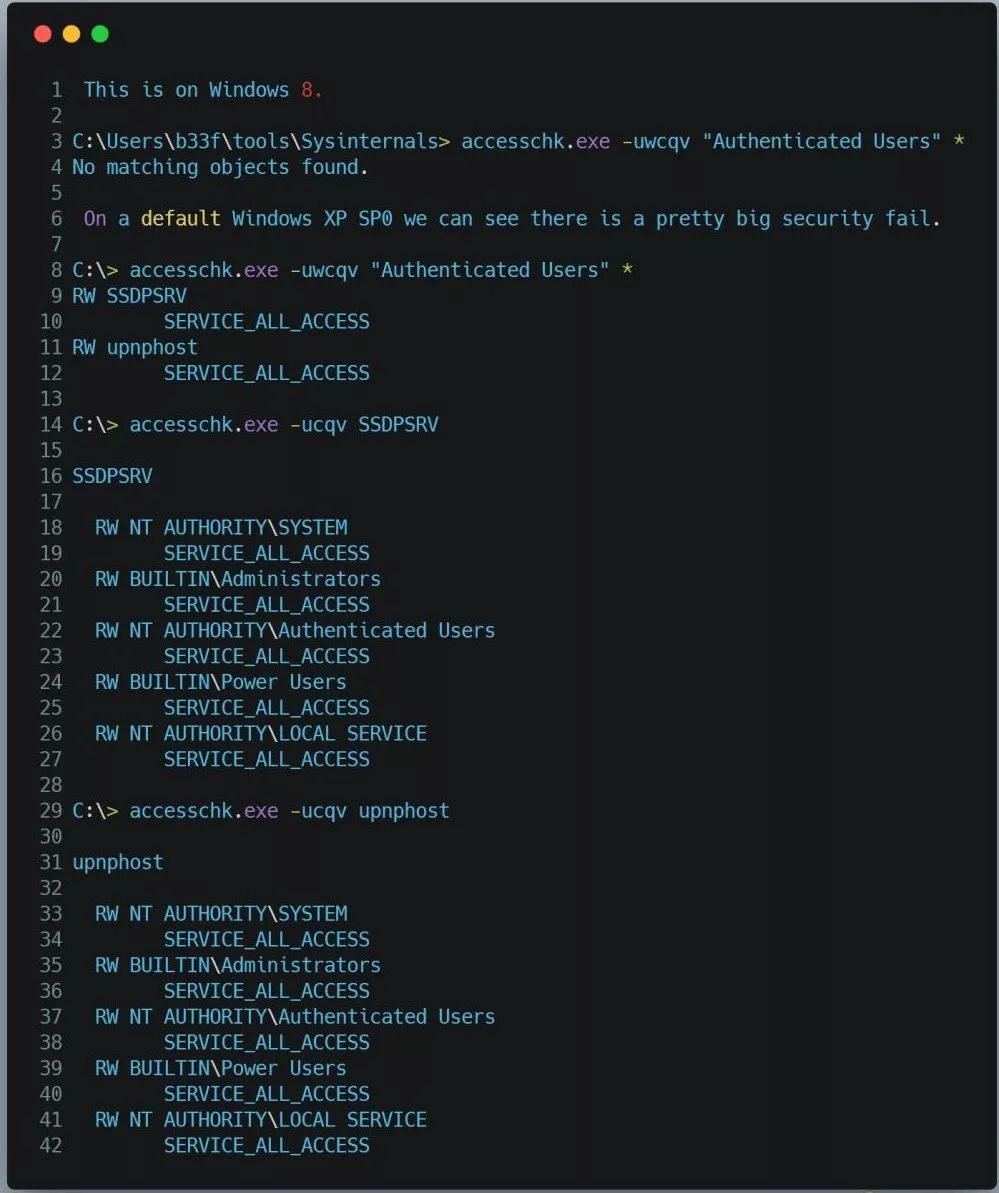 1 This is on Windows 8.
2
3 C:\Users\b33f\tools\Sysinternals> accesschk.exe -uwcqv "Authenticated Users" *
4 No matching objects found.
5
6 On a default Windows XP SP0 we can see there is a pretty big security fail.
7
8 C:\> accesschk.exe -uwcqv "Authenticated Users" *
9 RW SSDPSRV
10 SERVICE_ALL_ACCESS
11 RW upnphost
12 SERVICE_ALL_ACCESS
13
14 C:\> accesschk.exe -ucqv SSDPSRV
15
16 SSDPSRV
17
18 RW NT AUTHORITY\SYSTEM
19 SERVICE_ALL_ACCESS
20 RW BUILTIN\Administrators
21 SERVICE_ALL_ACCESS
22 RW NT AUTHORITY\Authenticated Users
23 SERVICE_ALL_ACCESS
24 RW BUILTIN\Power Users
25 SERVICE_ALL_ACCESS
26 RW NT AUTHORITY\LOCAL SERVICE
27 SERVICE_ALL_ACCESS
28
29 C:\> accesschk.exe -ucqv upnphost
30
31 upnphost
32
33 RW NT AUTHORITY\SYSTEM
34 SERVICE_ALL_ACCESS
35 RW BUILTIN\Administrators
36 SERVICE_ALL_ACCESS
37 RW NT AUTHORITY\Authenticated Users
38 SERVICE_ALL_ACCESS
39 RW BUILTIN\Power Users
40 SERVICE_ALL_ACCESS
41 RW NT AUTHORITY\LOCAL SERVICE
42 SERVICE_ALL_ACCESS